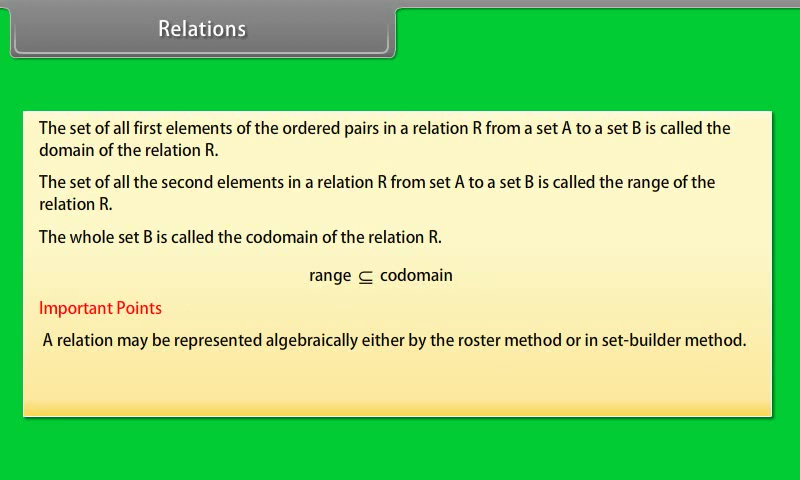 Relations
The set of all first elements of the ordered pairs in a relation R from a set A to a set B is called the
domain of the relation R.
The set of all the second elements in a relation R from set A to a set B is called the range of the
relation R.
The whole set B is called the codomain of the relation R.
range ⊆ codomain
Important Points
A relation may be represented algebraically either by the roster method or in set-builder method.